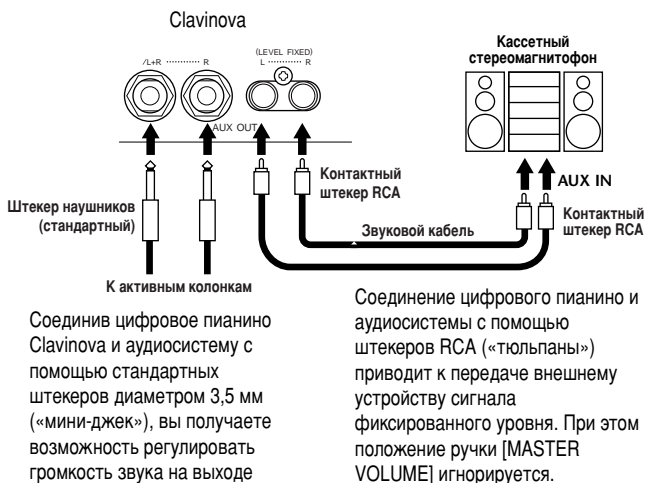 Clavinova
(LEVEL FIXED)
/L+R ············ R
L ············ R
AUX OUT
Кассетный
стереомагнитофон
AUX IN
Контактный
штекер RCA
Штекер наушников
(стандартный)
Звуковой кабель
Контактный
штекер RCA
К активным колонкам
Соединив цифровое пианино
Clavinova и аудиосистему с
помощью стандартных
штекеров диаметром 3,5 мм
(«мини-джек»), вы получаете
возможность регулировать
громкость звука на выходе
Соединение цифрового пианино и
аудиосистемы с помощью
штекеров RCA («тюльпаны»)
приводит к передаче внешнему
устройству сигнала
фиксированного уровня. При этом
положение ручки [MASTER
VOLUME] игнорируется.